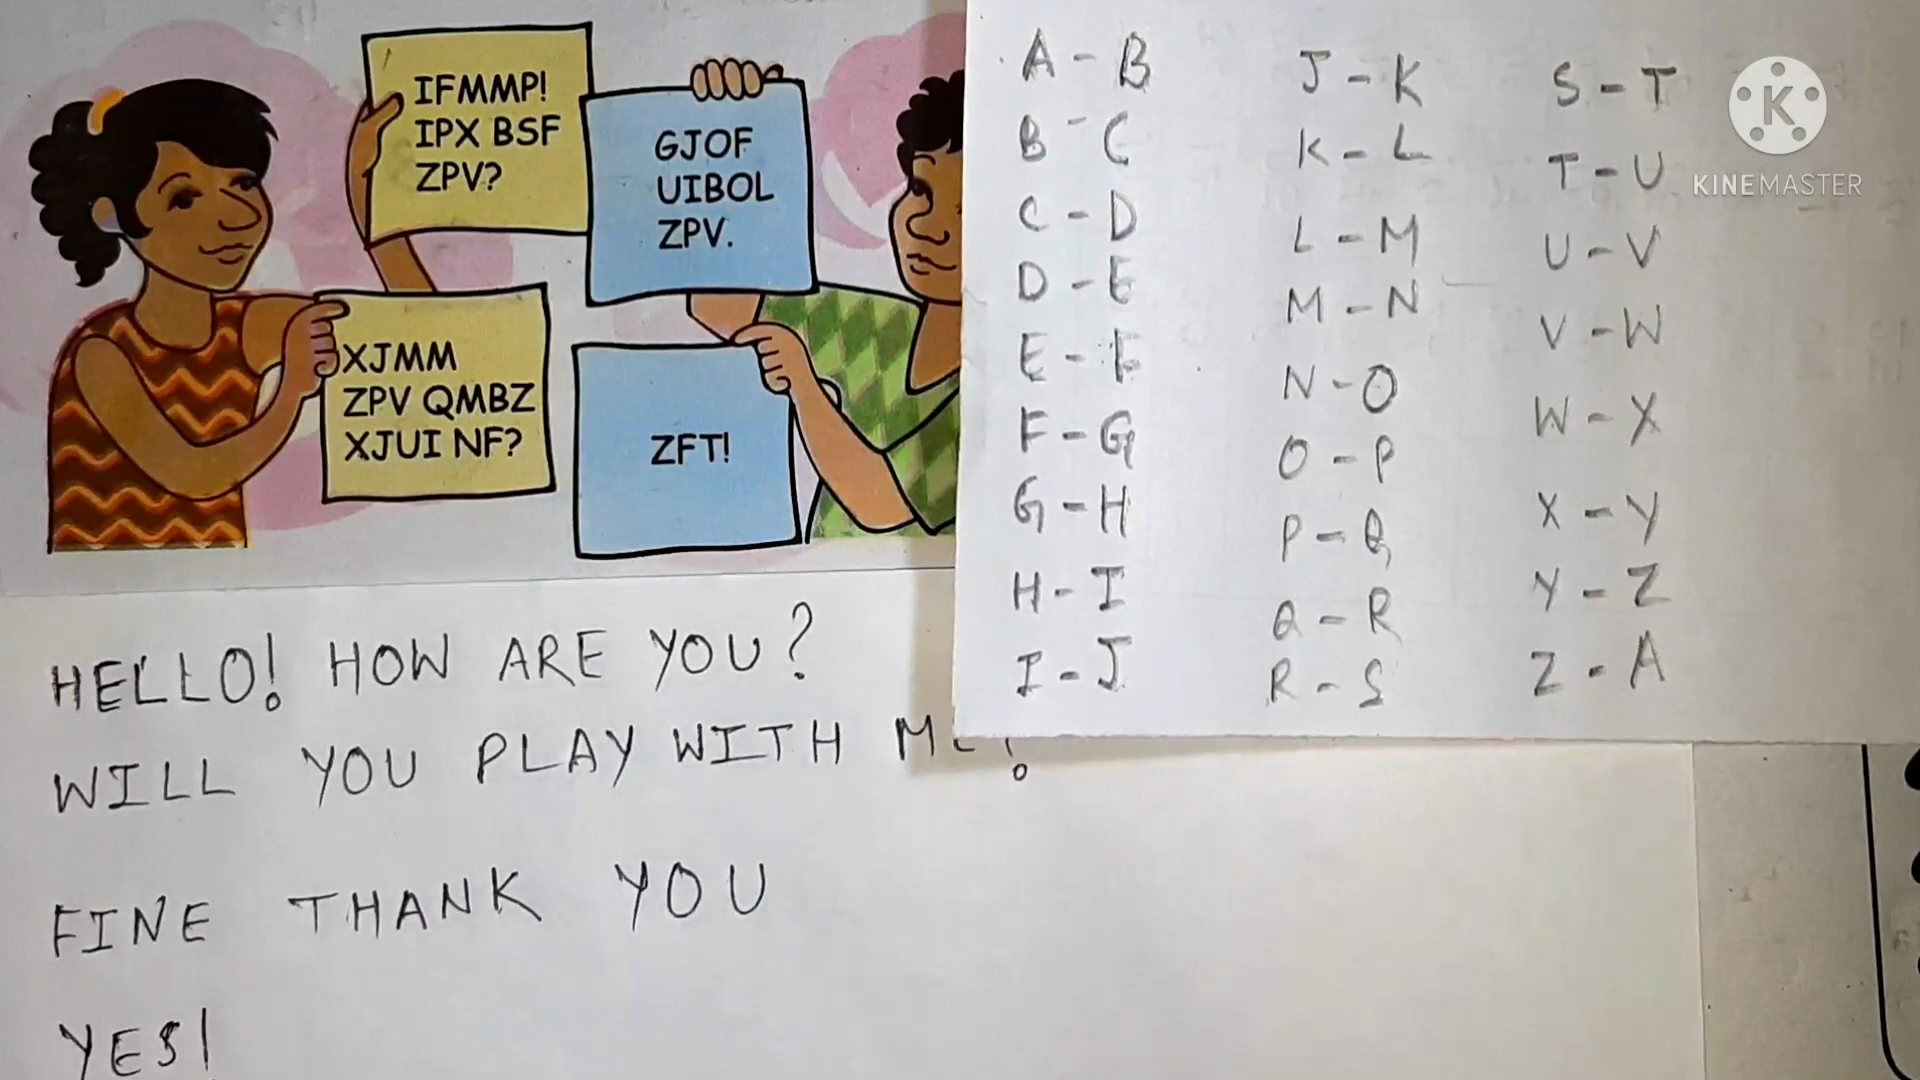 IFMMP!
IPX BSF
ZPV?
GJOF
UIBOL
ZPV.
XJMM
ZPV QMBZ
XJUI NF?
ZFT!
A - B
B - C
C - D
D - E
E - F
F - G
G - H
H - I
I - J
J - K
K - L
L - M
M - N
N - O
O - P
P - Q
Q - R
R - S
S - T
T - U
U - V
V - W
W - X
X - Y
Y - Z
Z - A
KINEMASTER
HELLO! HOW ARE YOU?
WILL YOU PLAY WITH
FINE THANK YOU
YES!